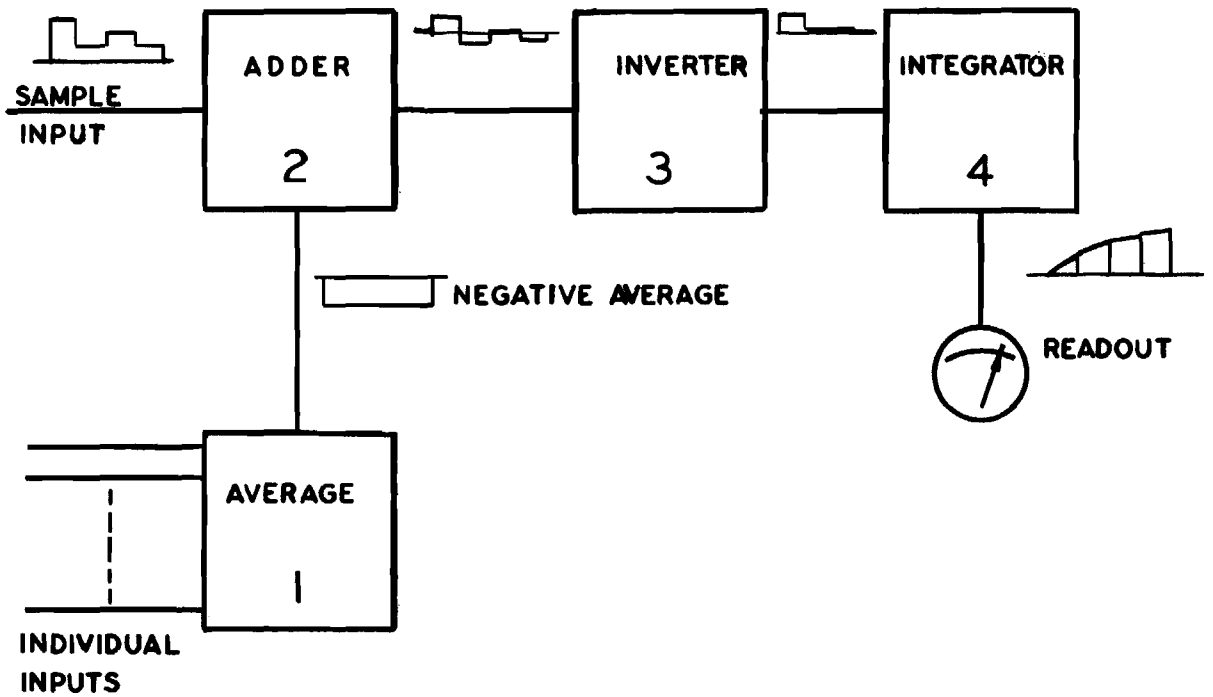 ADDER
2
INVERTER
3
INTEGRATOR
4
SAMPLE
INPUT
NEGATIVE AVERAGE
READOUT
AVERAGE
1
INDIVIDUAL
INPUTS